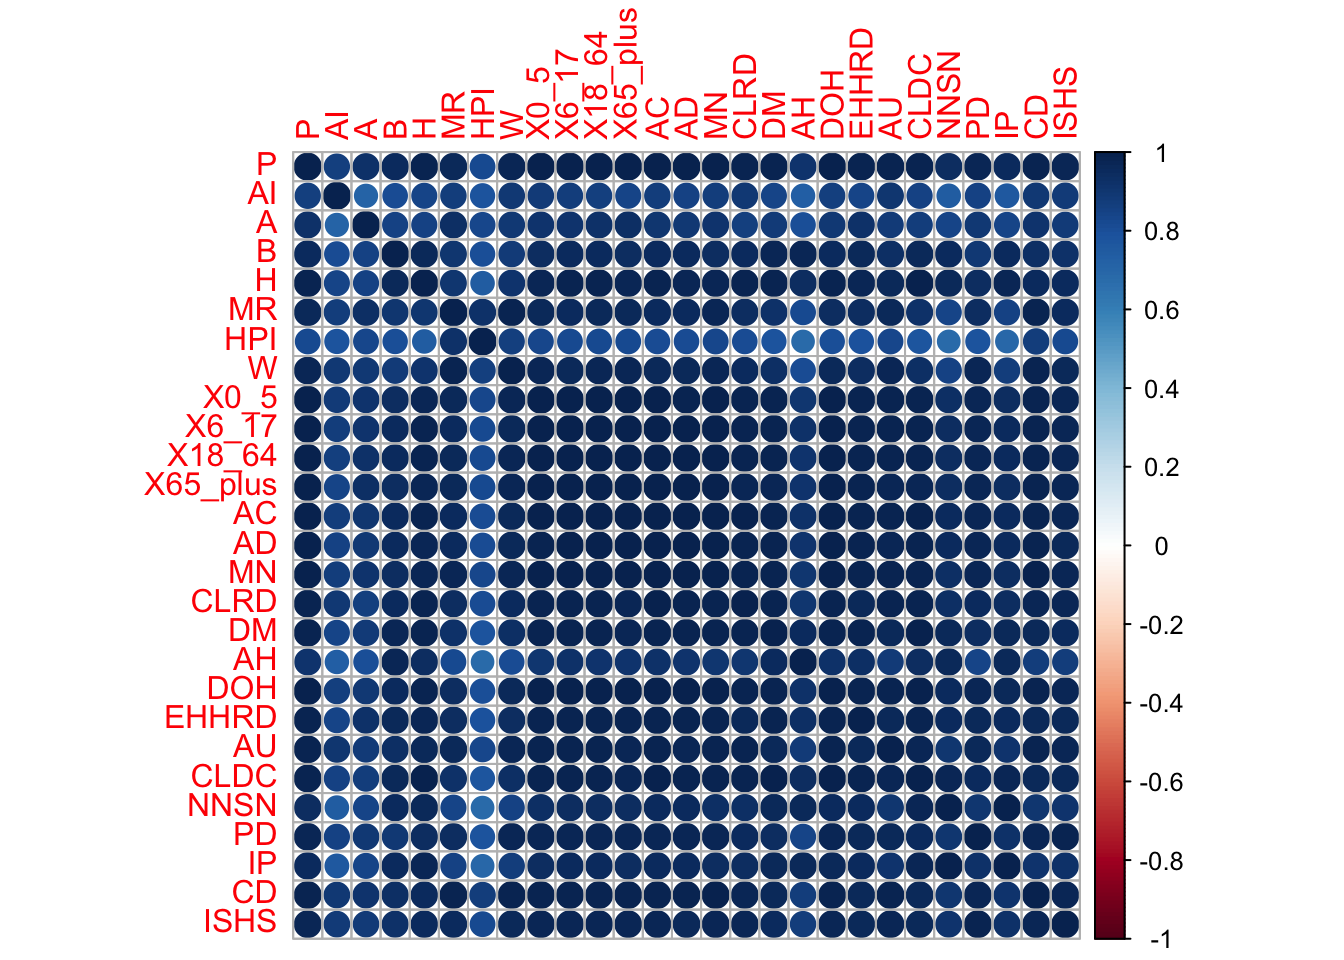 P AI A B H MR HPI W X0_5 X6_17 X18_64 X65_plus AC AD MN CLRD DM AH DOH EHHRD AU CLDC NNSN PD IP CD ISHS
P
AI
A
B
H
MR
HPI
W
X0_5
X6_17
X18_64
X65_plus
AC
AD
MN
CLRD
DM
AH
DOH
EHHRD
AU
CLDC
NNSN
PD
IP
CD
ISHS
1
0.8
0.6
0.4
0.2
0
-0.2
-0.4
-0.6
-0.8
-1